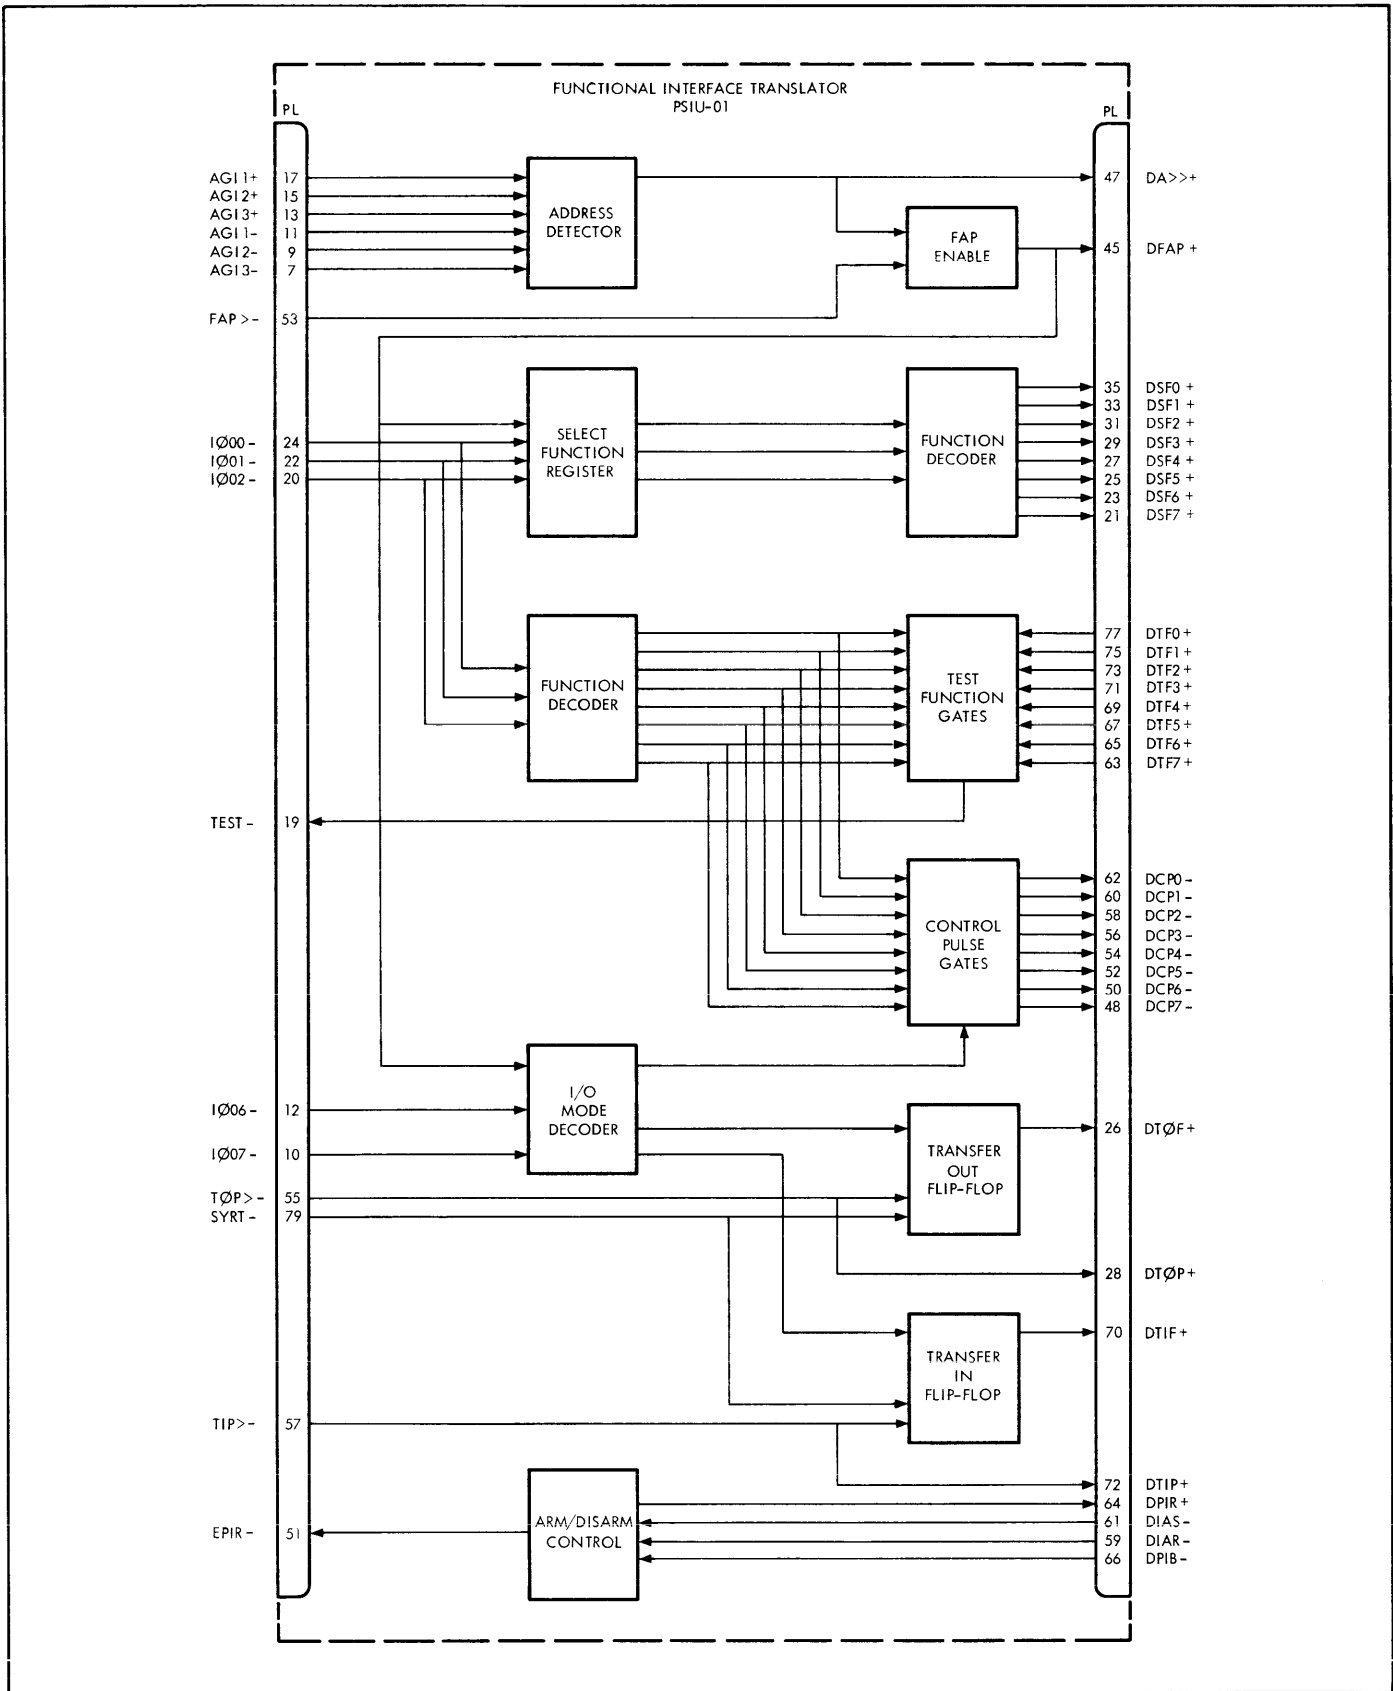 FUNCTIONAL INTERFACE TRANSLATOR
PSIU-01
PL
PL
AGI1+ 17
AGI2+ 15
AGI3+ 13
AGI1- 11
AGI2- 9
AGI3- 7
ADDRESS
DETECTOR
47 DA>>+
FAP
ENABLE
45 DFAP+
FAP>- 53
IØ00- 24
IØ01- 22
IØ02- 20
SELECT
FUNCTION
REGISTER
FUNCTION
DECODER
35 DSF0+
33 DSF1+
31 DSF2+
29 DSF3+
27 DSF4+
25 DSF5+
23 DSF6+
21 DSF7+
FUNCTION
DECODER
TEST
FUNCTION
GATES
77 DTF0+
75 DTF1+
73 DTF2+
71 DTF3+
69 DTF4+
67 DTF5+
65 DTF6+
63 DTF7+
TEST- 19
CONTROL
PULSE
GATES
62 DCP0-
60 DCP1-
58 DCP2-
56 DCP3-
54 DCP4-
52 DCP5-
50 DCP6-
48 DCP7-
IØ06- 12
IØ07- 10
I/O
MODE
DECODER
TRANSFER
OUT
FLIP-FLOP
26 DTØF+
TØP>- 55
SYRT- 79
28 DTØP+
TRANSFER
IN
FLIP-FLOP
70 DTIF+
TIP>- 57
72 DTIP+
64 DPIR+
61 DIAS-
59 DIAR-
66 DPIB-
EPIR- 51
ARM/DISARM
CONTROL